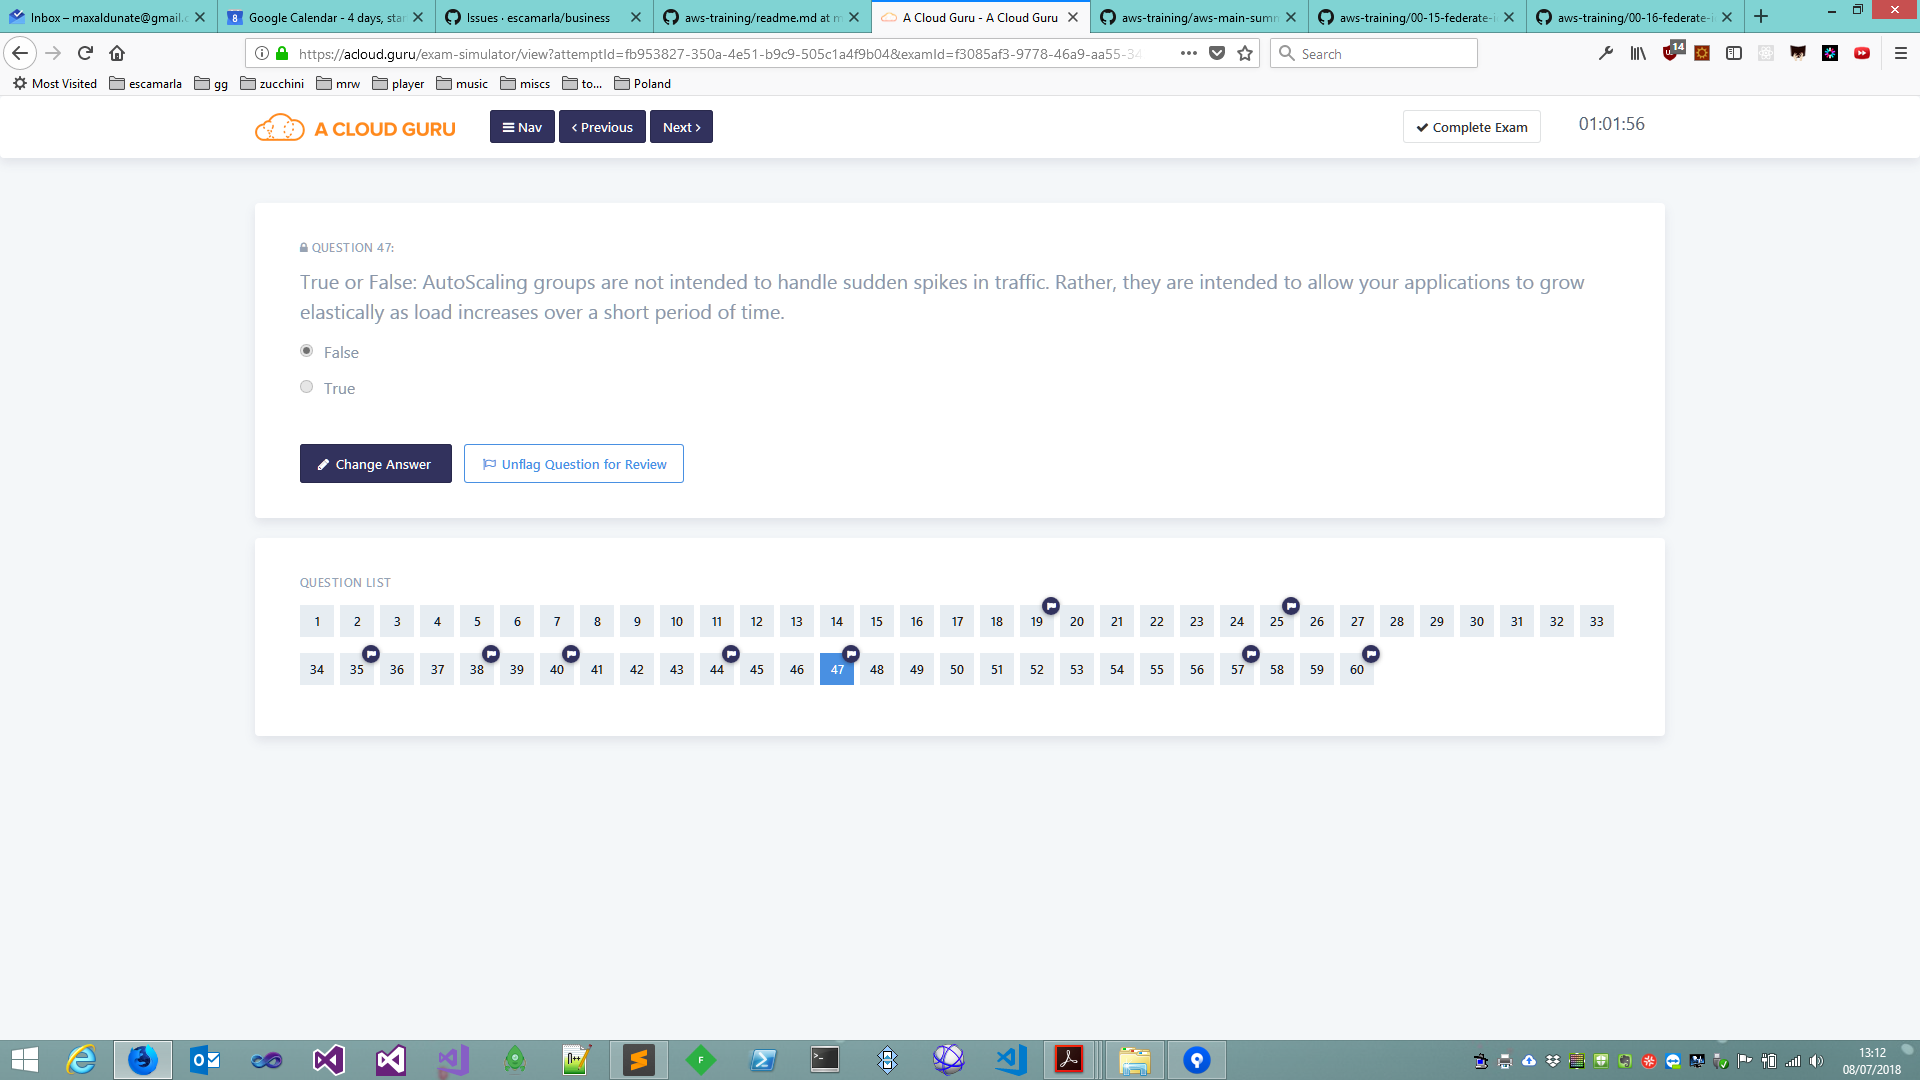 Inbox – maxaldunate@gmail.c
Google Calendar - 4 days, star
Issues · escamarla/business
aws-training/readme.md at m
A Cloud Guru - A Cloud Guru
aws-training/aws-main-summ
aws-training/00-15-federate-i
aws-training/00-16-federate-i
https://acloud.guru/exam-simulator/view?attemptId=fb953827-350a-4e51-b9c9-505c1a4f9b04&examId=f3085af3-9778-46a9-aa55-34
Search
14
Most Visited escamarla gg zucchini mrw player music miscs to... Poland
A CLOUD GURU
Nav
Previous
Next
Complete Exam
01:01:56
QUESTION 47:
True or False: AutoScaling groups are not intended to handle sudden spikes in traffic. Rather, they are intended to allow your applications to grow
elastically as load increases over a short period of time.
False
True
Change Answer
Unflag Question for Review
QUESTION LIST
1 2 3 4 5 6 7 8 9 10 11 12 13 14 15 16 17 18 19 20 21 22 23 24 25 26 27 28 29 30 31 32 33
34 35 36 37 38 39 40 41 42 43 44 45 46 47 48 49 50 51 52 53 54 55 56 57 58 59 60
13:12
08/07/2018